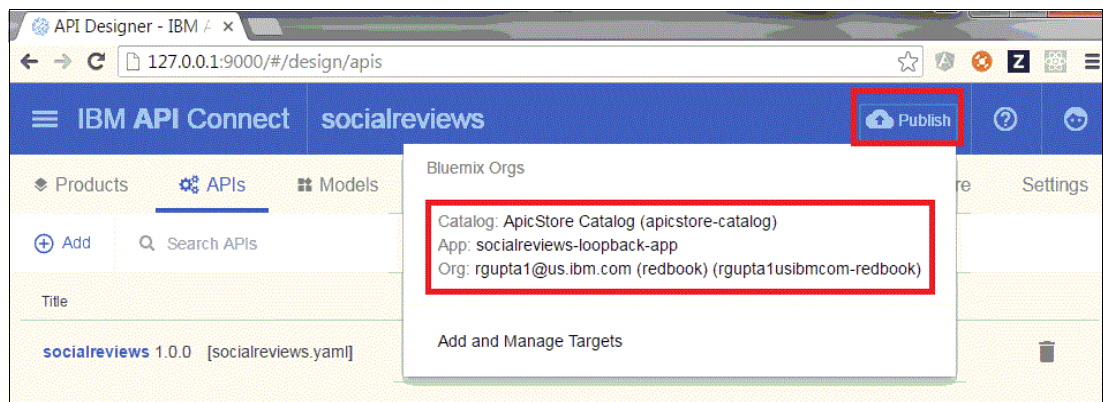 API Designer - IBM A
127.0.0.1:9000/#/design/apis
Z
IBM API Connect socialreviews
Publish
Bluemix Orgs
Products APIs Models re Settings
Catalog: ApicStore Catalog (apicstore-catalog)
App: socialreviews-loopback-app
Org: rgupta1@us.ibm.com (redbook) (rgupta1usibmcom-redbook)
Add Search APIs
Title
Add and Manage Targets
socialreviews 1.0.0 [socialreviews.yaml]